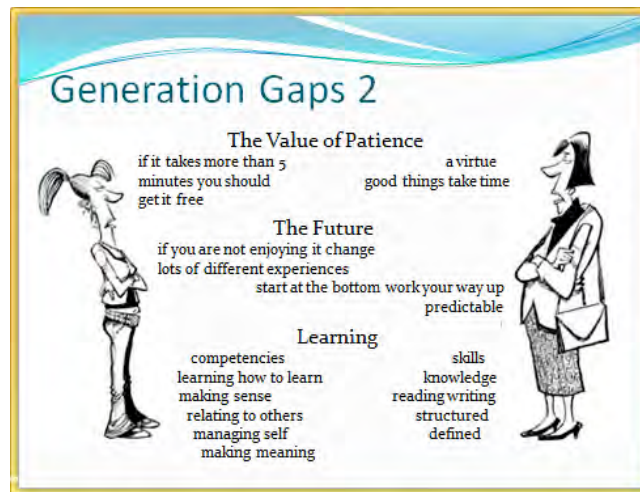 Generation Gaps 2
The Value of Patience
if it takes more than 5
minutes you should
get it free
a virtue
good things take time
The Future
if you are not enjoying it change
lots of different experiences
start at the bottom work your way up
predictable
Learning
competencies
learning how to learn
making sense
relating to others
managing self
making meaning
skills
knowledge
reading writing
structured
defined